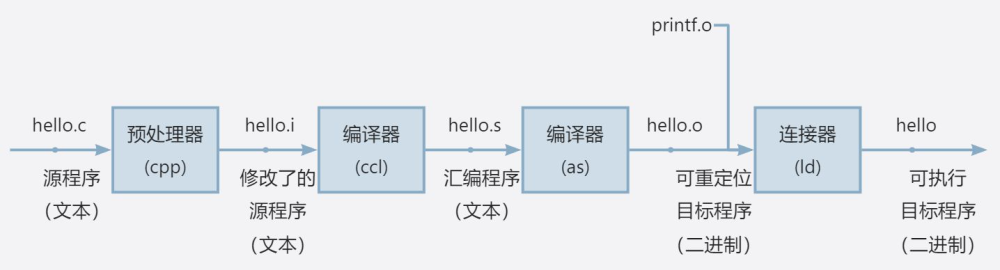 printf.o
hello.c
预处理器
(cpp)
hello.i
编译器
(ccl)
hello.s
编译器
(as)
hello.o
连接器
(ld)
hello
源程序
（文本）
修改了的
源程序
（文本）
汇编程序
（文本）
可重定位
目标程序
（二进制）
可执行
目标程序
（二进制）